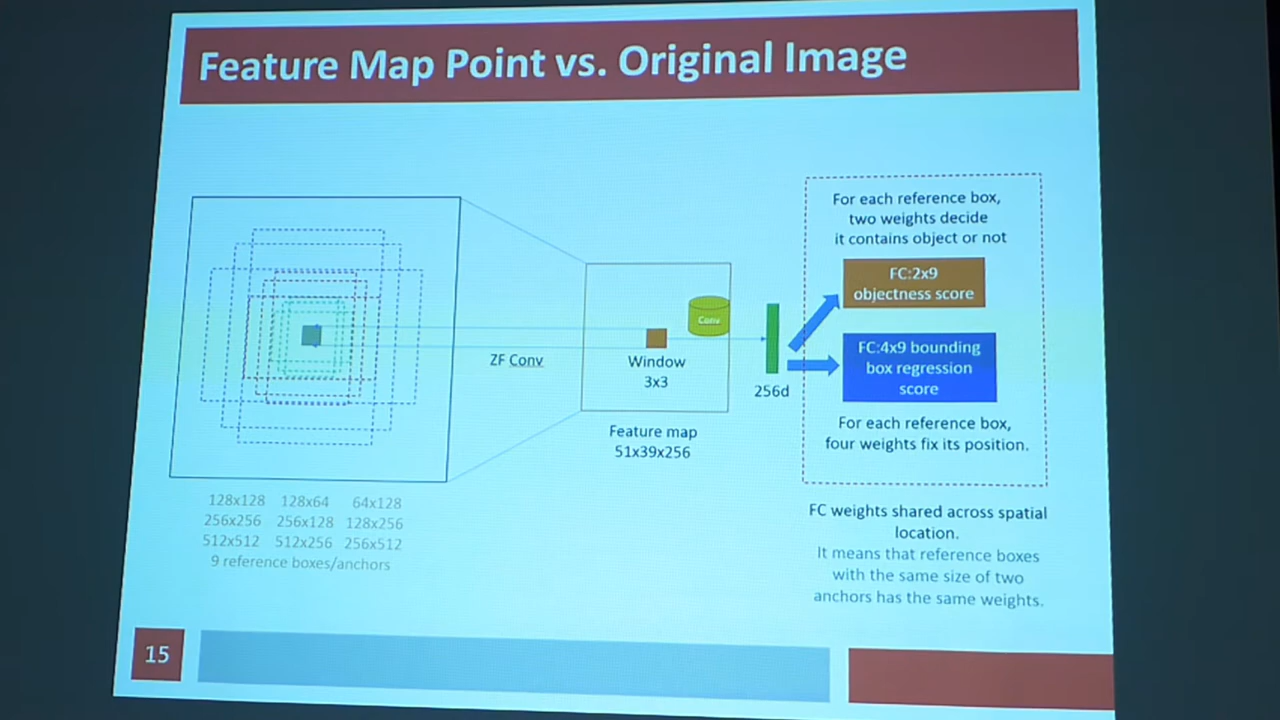 Feature Map Point vs. Original Image
For each reference box,
two weights decide
it contains object or not
FC:2x9
objectness score
Conv
ZF Conv
Window
3x3
256d
FC:4x9 bounding
box regression
score
For each reference box,
four weights fix its position.
Feature map
51x39x256
128x128 128x64 64x128
256x256 256x128 128x256
512x512 512x256 256x512
9 reference boxes/anchors
FC weights shared across spatial
location.
It means that reference boxes
with the same size of two
anchors has the same weights.
15